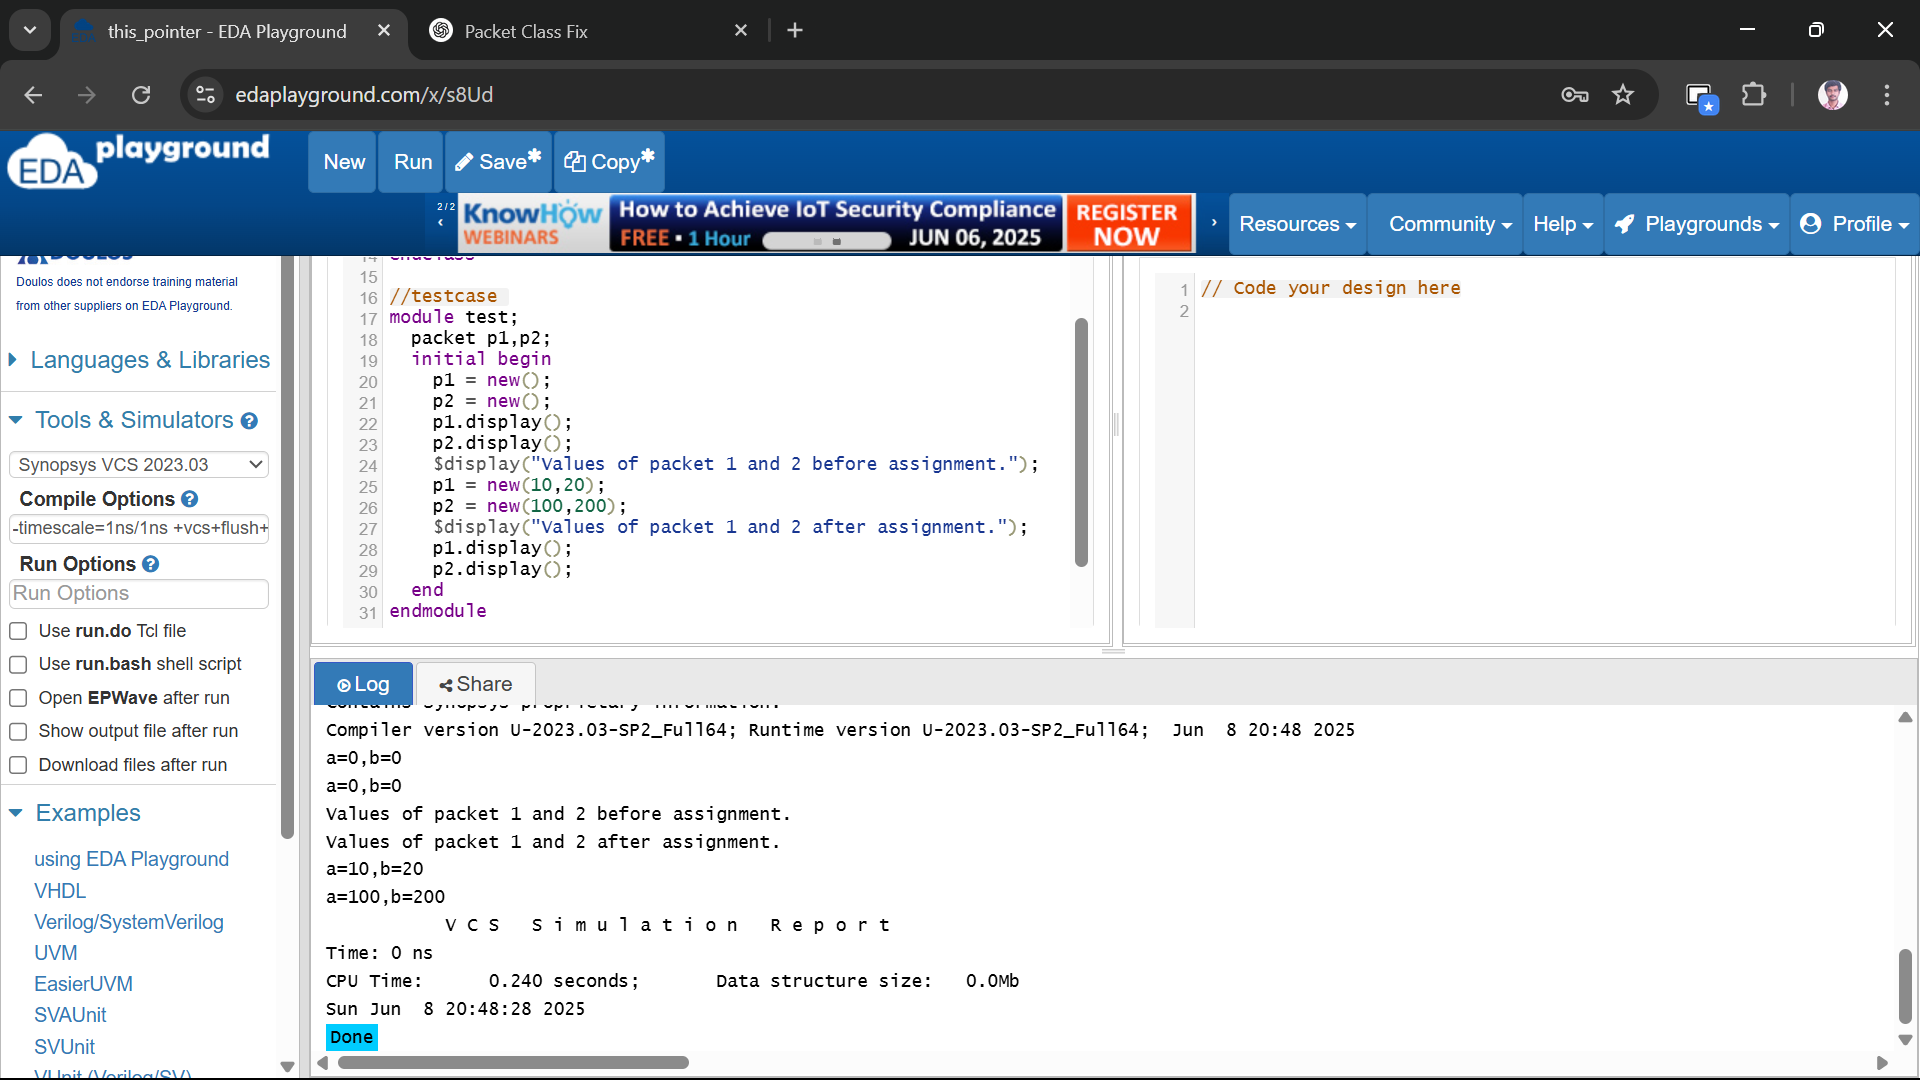 this_pointer - EDA Playground
Packet Class Fix
edaplayground.com/x/s8Ud
EDA playground
New
Run
Save*
Copy*
2/2
KnowHow
WEBINARS
How to Achieve IoT Security Compliance
FREE ▪ 1 Hour
JUN 06, 2025
REGISTER
NOW
Resources
Community
Help
Playgrounds
Profile
DOULOS
Doulos does not endorse training material
from other suppliers on EDA Playground.
Languages & Libraries
Tools & Simulators
Synopsys VCS 2023.03
Compile Options
-timescale=1ns/1ns +vcs+flush+
Run Options
Run Options
Use run.do Tcl file
Use run.bash shell script
Open EPWave after run
Show output file after run
Download files after run
Examples
using EDA Playground
VHDL
Verilog/SystemVerilog
UVM
EasierUVM
SVAUnit
SVUnit
VUnit (Verilog/SV)
14 endclass
15
16 //testcase
17 module test;
18 packet p1,p2;
19 initial begin
20 p1 = new();
21 p2 = new();
22 p1.display();
23 p2.display();
24 $display("Values of packet 1 and 2 before assignment.");
25 p1 = new(10,20);
26 p2 = new(100,200);
27 $display("Values of packet 1 and 2 after assignment.");
28 p1.display();
29 p2.display();
30 end
31 endmodule
1 // Code your design here
2
Log
Share
Contains Synopsys proprietary information.
Compiler version U-2023.03-SP2_Full64; Runtime version U-2023.03-SP2_Full64; Jun 8 20:48 2025
a=0,b=0
a=0,b=0
Values of packet 1 and 2 before assignment.
Values of packet 1 and 2 after assignment.
a=10,b=20
a=100,b=200
V C S S i m u l a t i o n R e p o r t
Time: 0 ns
CPU Time: 0.240 seconds; Data structure size: 0.0Mb
Sun Jun 8 20:48:28 2025
Done